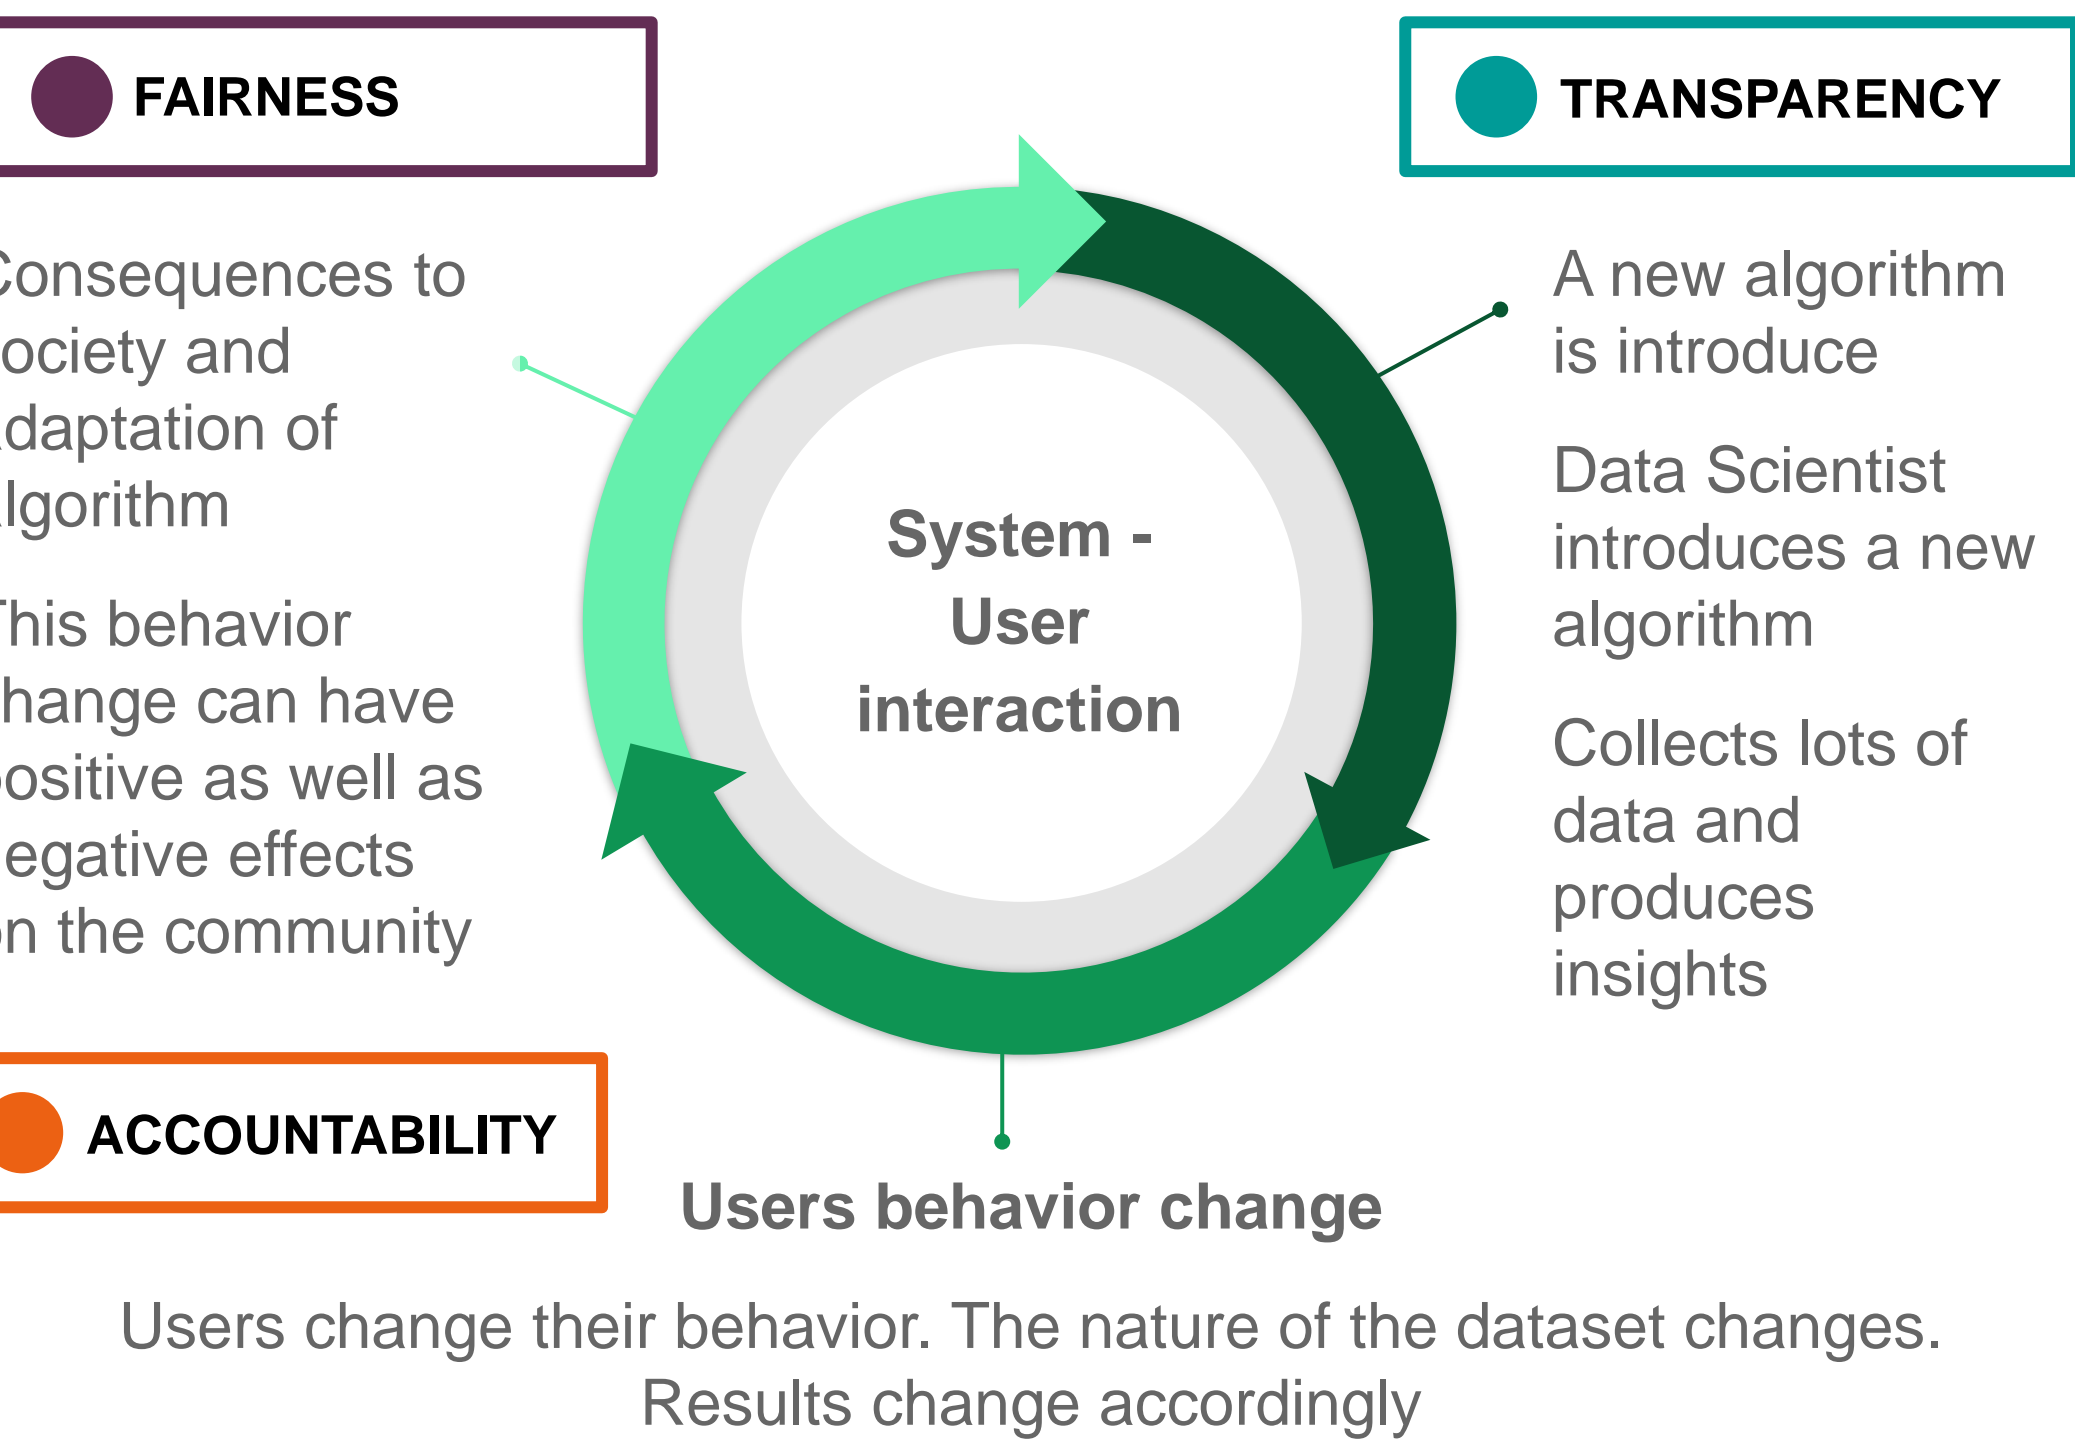 FAIRNESS
Consequences to
ociety and
daptation of
lgorithm
This behavior
hange can have
positive as well as
egative effects
on the community
ACCOUNTABILITY
System -
User
interaction
TRANSPARENCY
A new algorithm
is introduce
Data Scientist
introduces a new
algorithm
Collects lots of
data and
produces
insights
Users behavior change
Users change their behavior. The nature of the dataset changes.
Results change accordingly